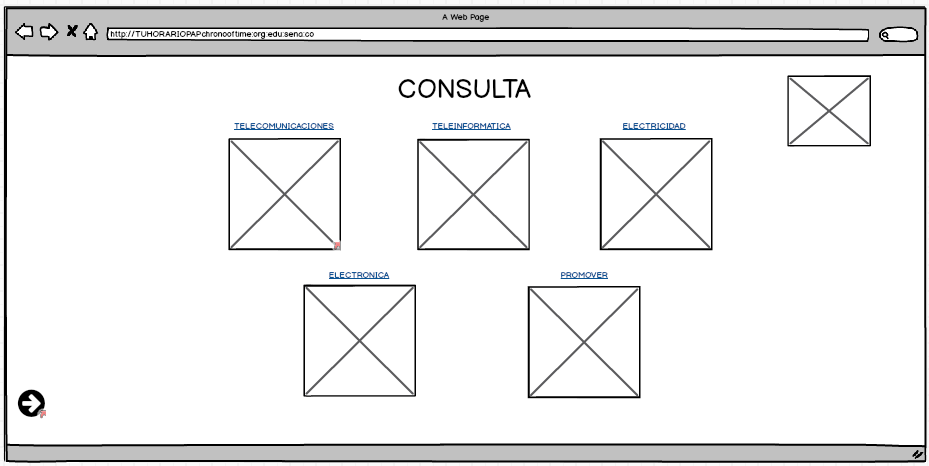 A Web Page
http://TUHORARIOPAPchronooftime.org.edu.sena.co
CONSULTA
TELECOMUNICACIONES
TELEINFORMATICA
ELECTRICIDAD
ELECTRONICA
PROMOVER